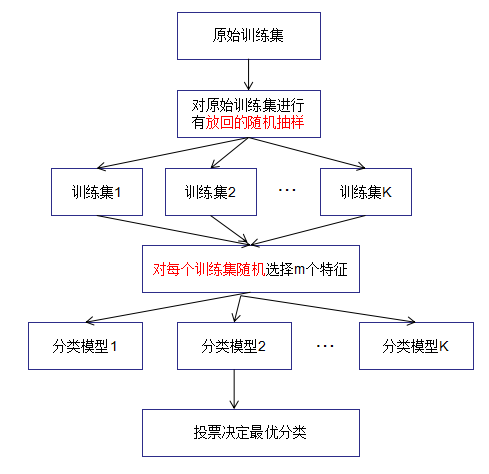 原始训练集
对原始训练集进行
有放回的随机抽样
训练集1
训练集2
···
训练集K
对每个训练集随机选择m个特征
分类模型1
分类模型2
···
分类模型K
投票决定最优分类